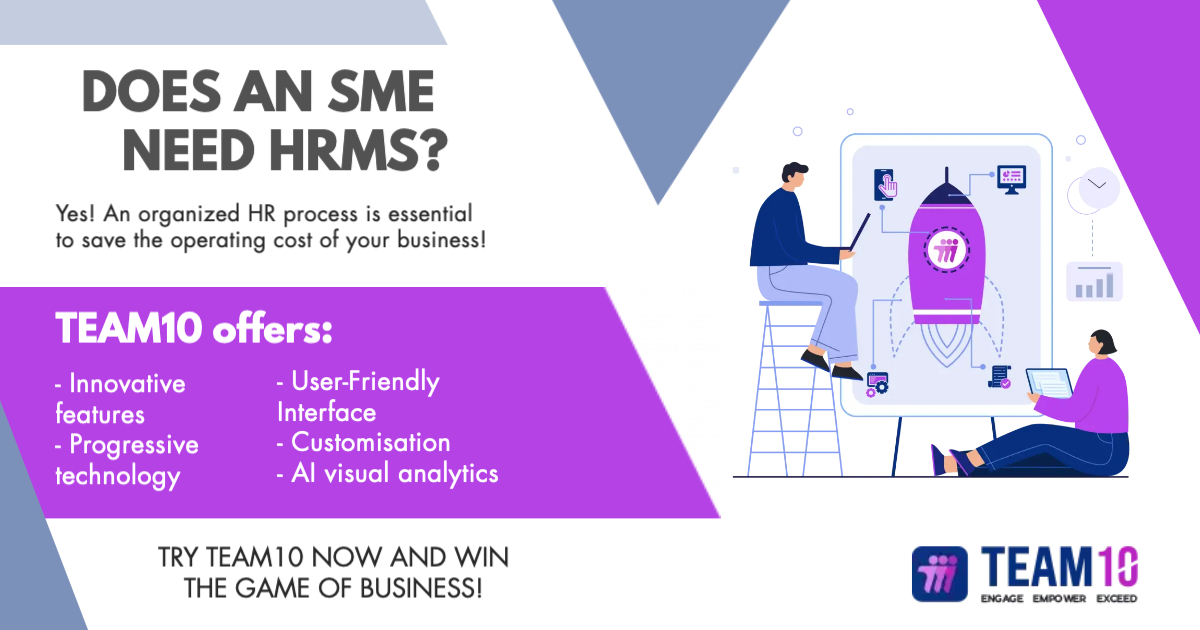 DOES AN SME
NEED HRMS?
Yes! An organized HR process is essential
to save the operating cost of your business!
TEAM10 offers:
- Innovative
features
- Progressive
technology
- User-Friendly
Interface
- Customisation
- AI visual analytics
TRY TEAM10 NOW AND WIN
THE GAME OF BUSINESS!
TEAM10
ENGAGE EMPOWER EXCEED